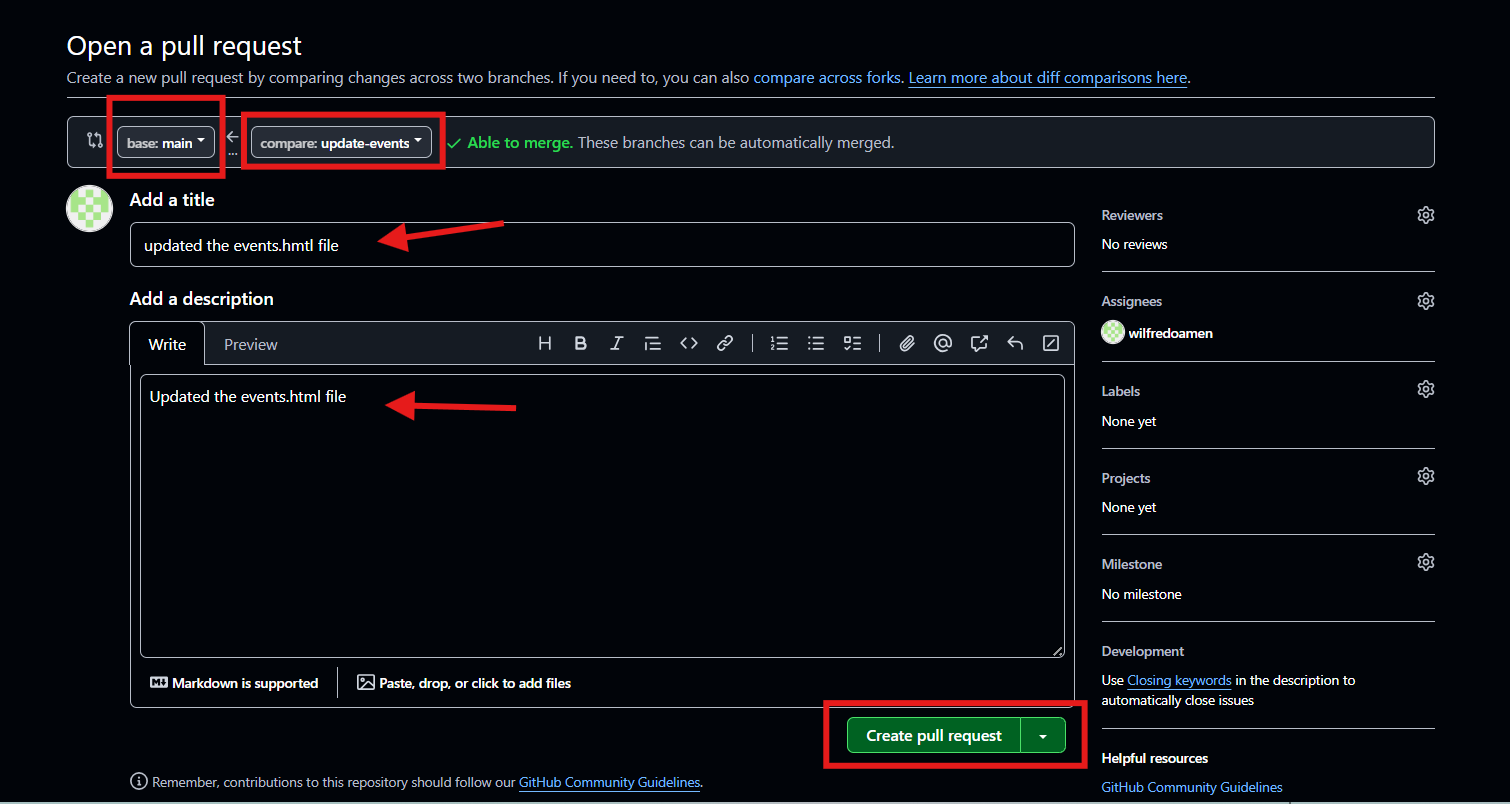 Open a pull request
Create a new pull request by comparing changes across two branches. If you need to, you can also compare across forks. Learn more about diff comparisons here.
base: main
compare: update-events
Able to merge. These branches can be automatically merged.
Add a title
updated the events.hmtl file
Add a description
Write
Preview
Updated the events.html file
Markdown is supported
Paste, drop, or click to add files
Create pull request
Remember, contributions to this repository should follow our GitHub Community Guidelines.
Reviewers
No reviews
Assignees
wilfredoamen
Labels
None yet
Projects
None yet
Milestone
No milestone
Development
Use Closing keywords in the description to
automatically close issues
Helpful resources
GitHub Community Guidelines